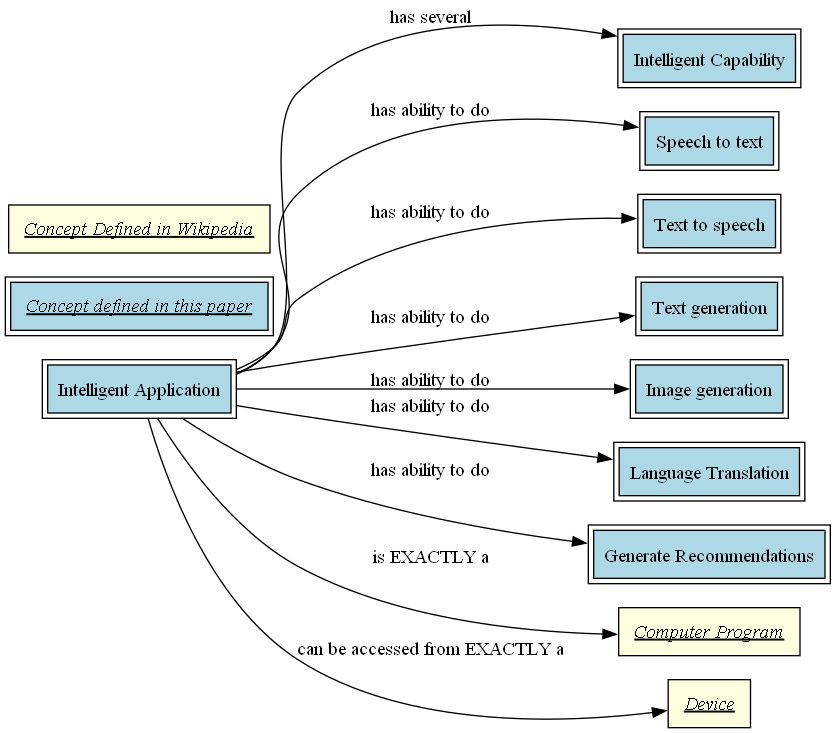 has several
Intelligent Capability
has ability to do
Speech to text
has ability to do
Text to speech
Concept Defined in Wikipedia
Concept defined in this paper
has ability to do
Text generation
Intelligent Application
has ability to do
Image generation
has ability to do
Language Translation
has ability to do
Generate Recommendations
is EXACTLY a
Computer Program
can be accessed from EXACTLY a
Device